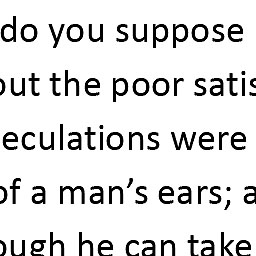 do you suppose
out the poor satis
eculations were
of a man's ears; a
ough he can take